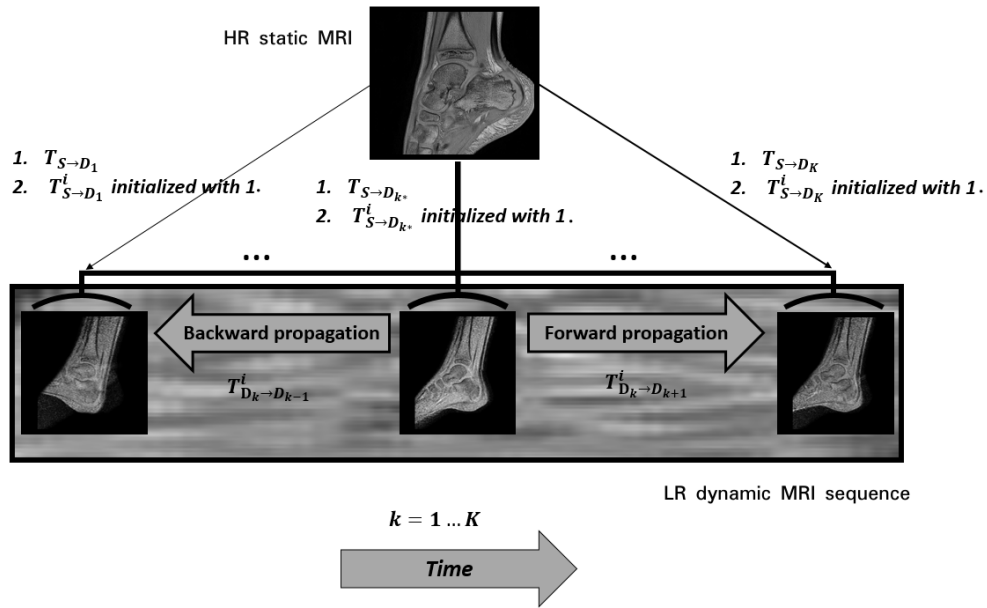 HR static MRI
1. T_{S→D_1}
2. T^i_{S→D_1} initialized with 1.
1. T_{S→D_{k*}}
2. T^i_{S→D_{k*}} initialized with 1.
1. T_{S→D_K}
2. T^i_{S→D_K} initialized with 1.
... ...
Backward propagation
Forward propagation
T^i_{D_k→D_{k-1}}
T^i_{D_k→D_{k+1}}
LR dynamic MRI sequence
k = 1 … K
Time